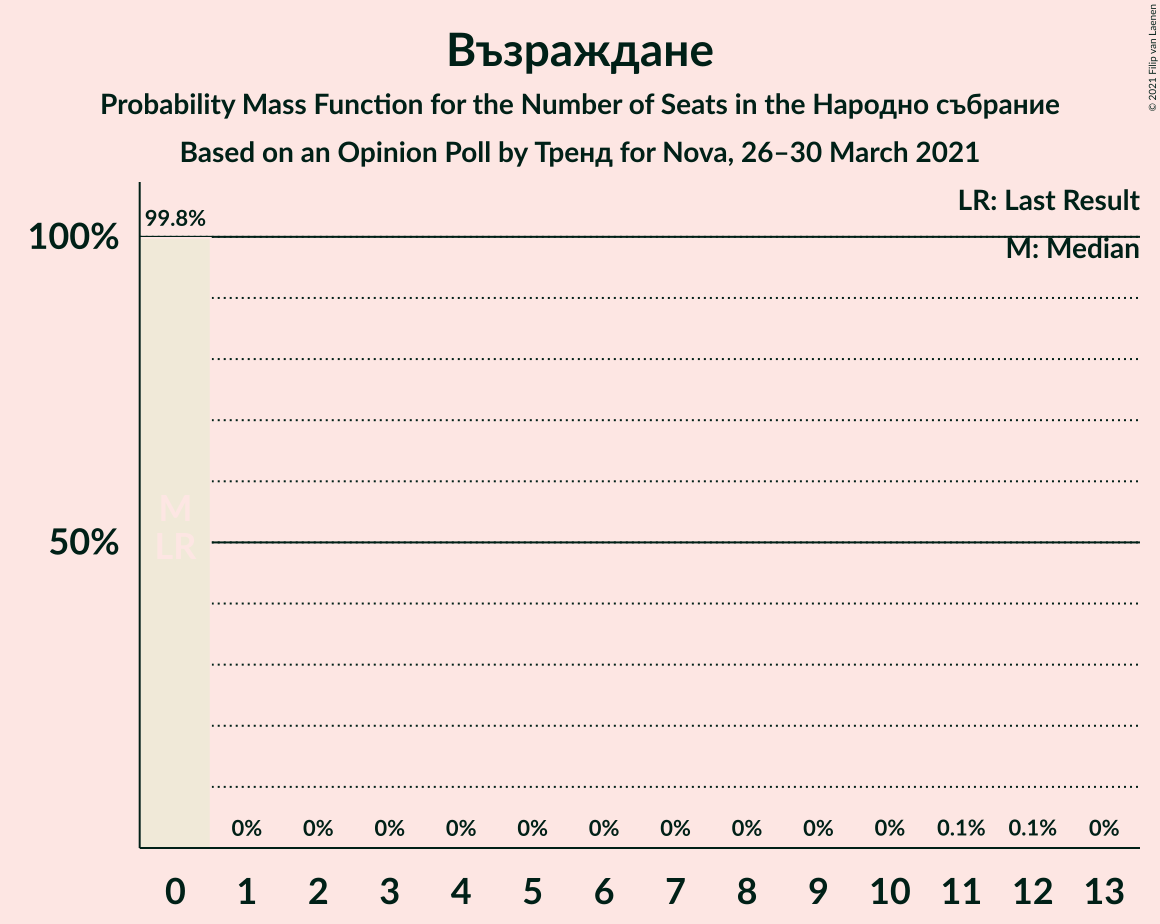 Възраждане
Probability Mass Function for the Number of Seats in the Народно събрание
Based on an Opinion Poll by Тренд for Nova, 26–30 March 2021
© 2021 Filip van Laenen
LR: Last Result
M: Median
99.8%
100%
50%
M
LR
0% 0% 0% 0% 0% 0% 0% 0% 0% 0% 0.1% 0.1% 0%
0 1 2 3 4 5 6 7 8 9 10 11 12 13